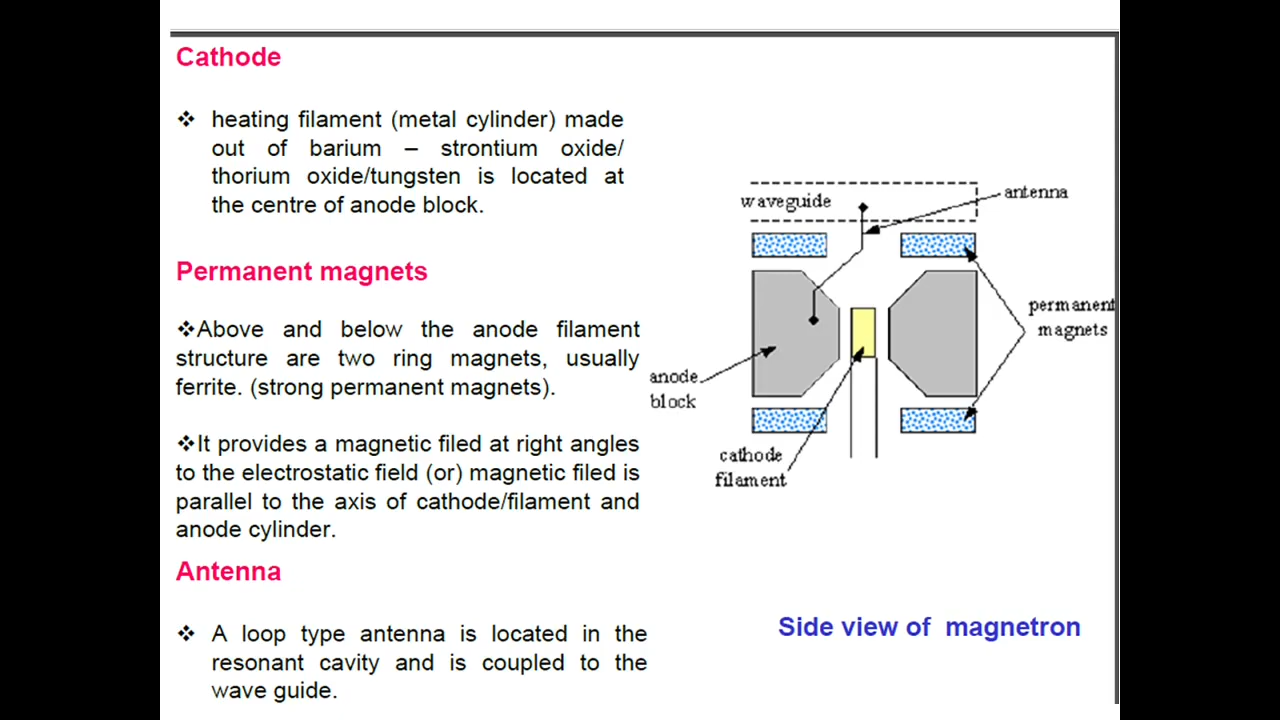 Cathode
❖ heating filament (metal cylinder) made
out of barium – strontium oxide/
thorium oxide/tungsten is located at
the centre of anode block.
Permanent magnets
❖Above and below the anode filament
structure are two ring magnets, usually
ferrite. (strong permanent magnets).
❖It provides a magnetic filed at right angles
to the electrostatic field (or) magnetic filed is
parallel to the axis of cathode/filament and
anode cylinder.
Antenna
❖ A loop type antenna is located in the
resonant cavity and is coupled to the
wave guide.
waveguide
antenna
permanent
magnets
anode
block
cathode
filament
Side view of magnetron